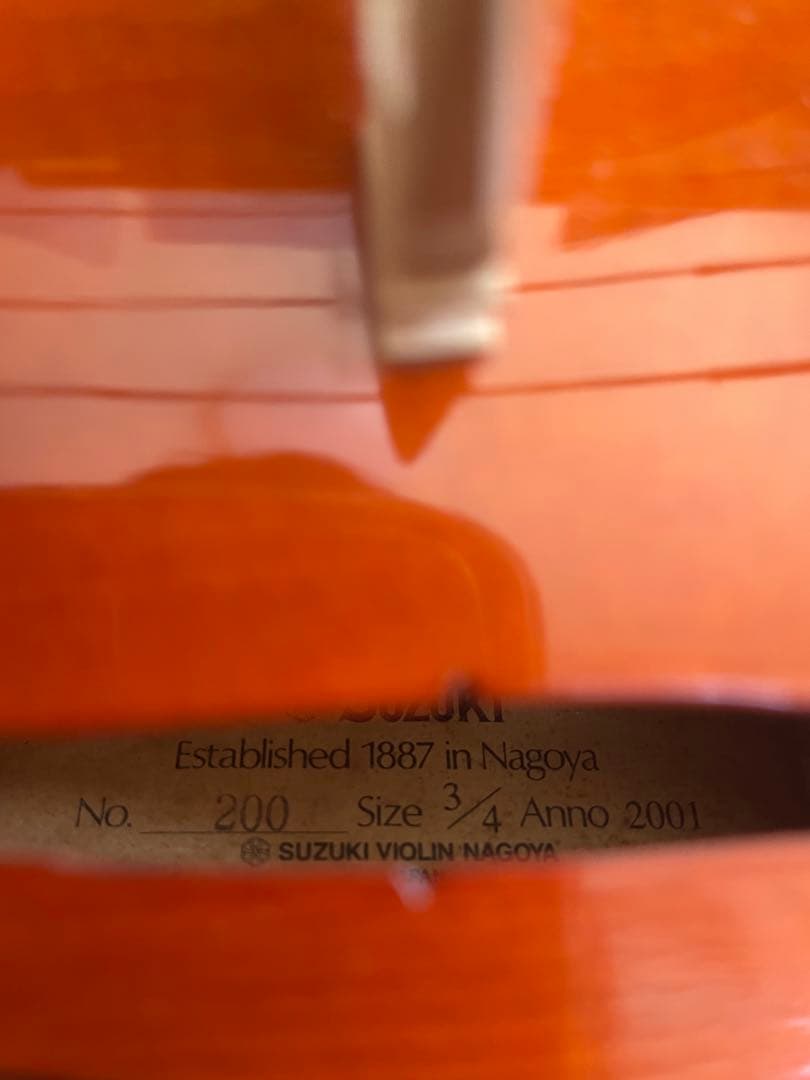 SUZUKI
Established 1887 in Nagoya
No. 200 Size 3/4 Anno 2001
SUZUKI VIOLIN NAGOYA